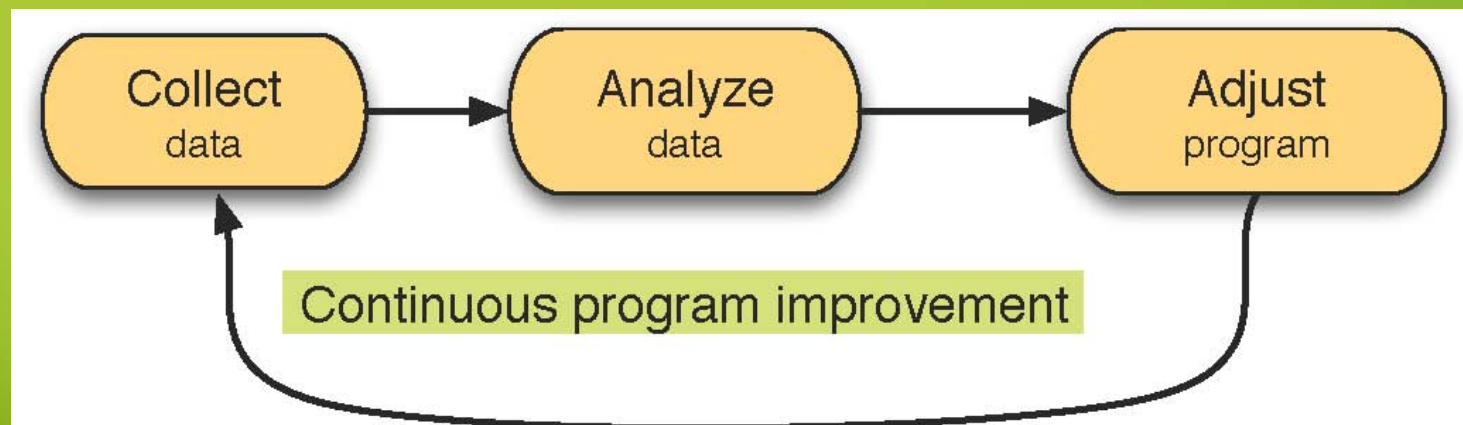 Collect
data
Analyze
data
Adjust
program
Continuous program improvement